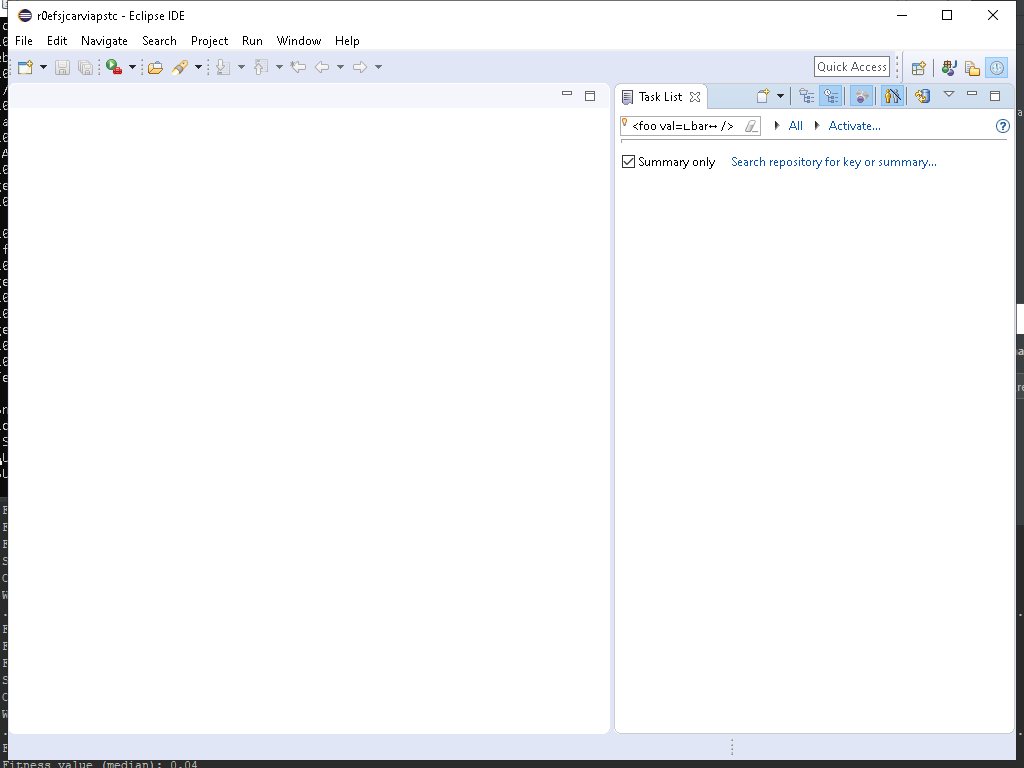 r0efsjcarviapstc - Eclipse IDE
File Edit Navigate Search Project Run Window Help
Quick Access
Task List
<foo val=∟bar↔ /> All Activate...
Summary only Search repository for key or summary...
Fitness value (median): 0.04